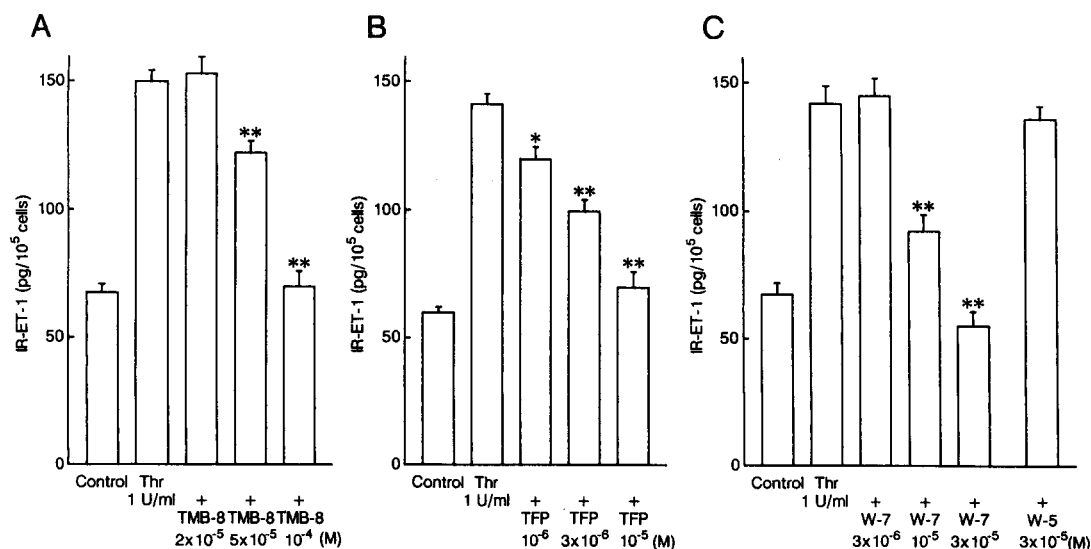 A
IR-ET-1 (pg/10⁵ cells)
150
100
50
0
Control Thr
1 U/ml + + +
TMB-8 TMB-8 TMB-8
2x10⁻⁵ 5x10⁻⁵ 10⁻⁴ (M)
** **
B
IR-ET-1 (pg/10⁵ cells)
150
100
50
0
Control Thr
1 U/ml + + +
TFP TFP TFP
10⁻⁶ 3x10⁻⁶ 10⁻⁵ (M)
* ** **
C
IR-ET-1 (pg/10⁵ cells)
150
100
50
0
Control Thr
1 U/ml + + + +
W-7 W-7 W-7 W-5
3x10⁻⁶ 10⁻⁵ 3x10⁻⁵ 3x10⁻⁵(M)
** **